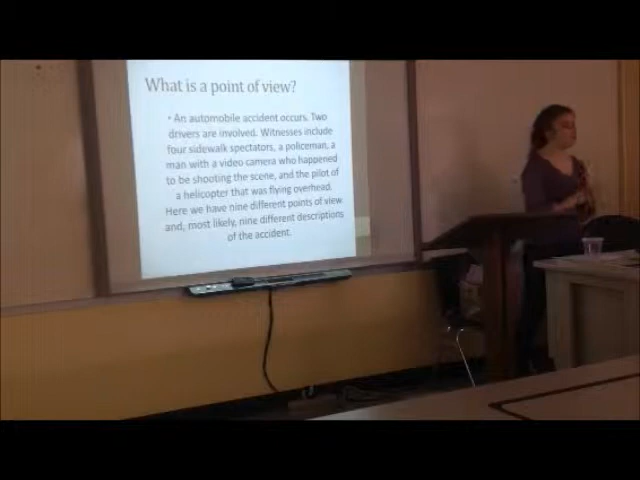 What is a point of view?
• An automobile accident occurs. Two
drivers are involved. Witnesses include
four sidewalk spectators, a policeman, a
man with a video camera who happened
to be shooting the scene, and the pilot of
a helicopter that was flying overhead.
Here we have nine different points of view
and, most likely, nine different descriptions
of the accident.